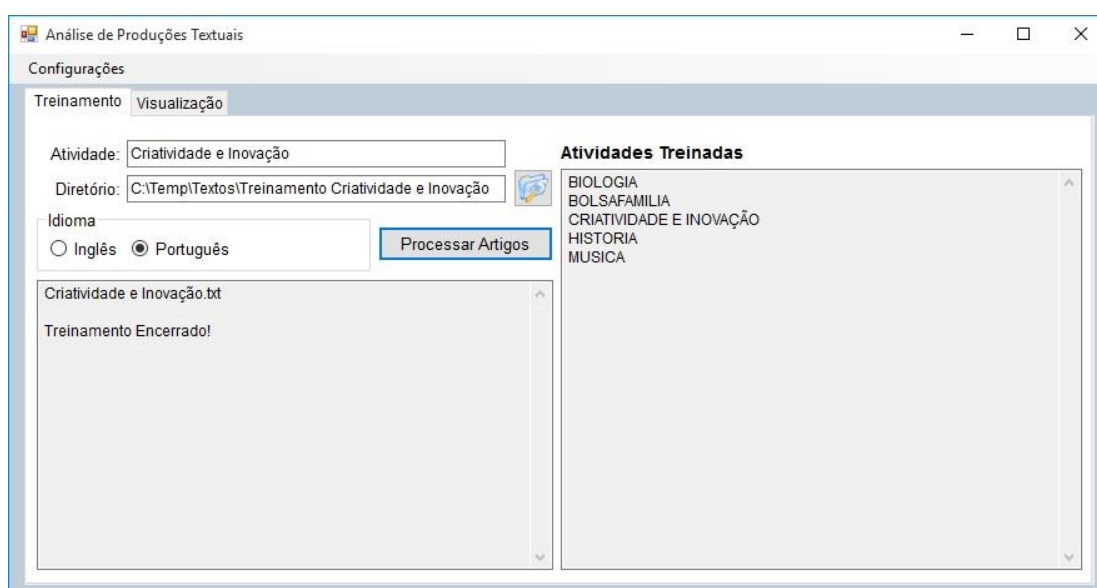 Análise de Produções Textuais
Configurações
Treinamento Visualização
Atividade: Criatividade e Inovação
Diretório: C:\Temp\Textos\Treinamento Criatividade e Inovação
Idioma
Inglês Português
Processar Artigos
Criatividade e Inovação.txt
Treinamento Encerrado!
Atividades Treinadas
BIOLOGIA
BOLSAFAMILIA
CRIATIVIDADE E INOVAÇÃO
HISTORIA
MUSICA